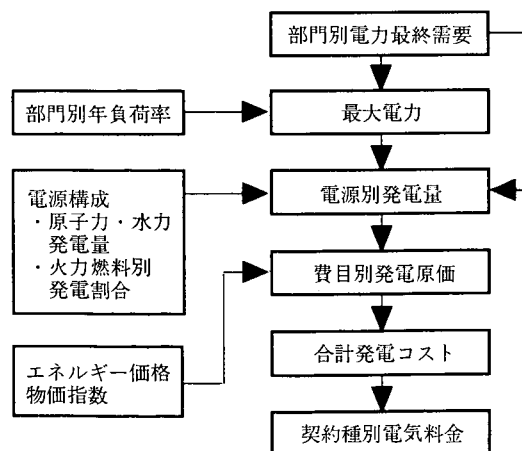 部門別電力最終需要
部門別年負荷率
最大電力
電源構成
・原子力・水力
発電量
・火力燃料別
発電割合
電源別発電量
費目別発電原価
エネルギー価格
物価指数
合計発電コスト
契約種別電気料金